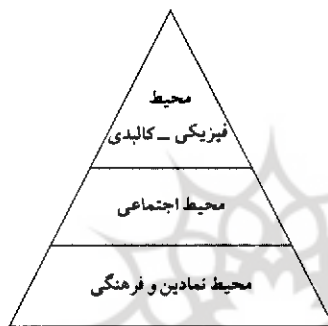 محیط
فیزیکی – کالبدی
محیط اجتماعی
محیط نمادین و فرهنگی